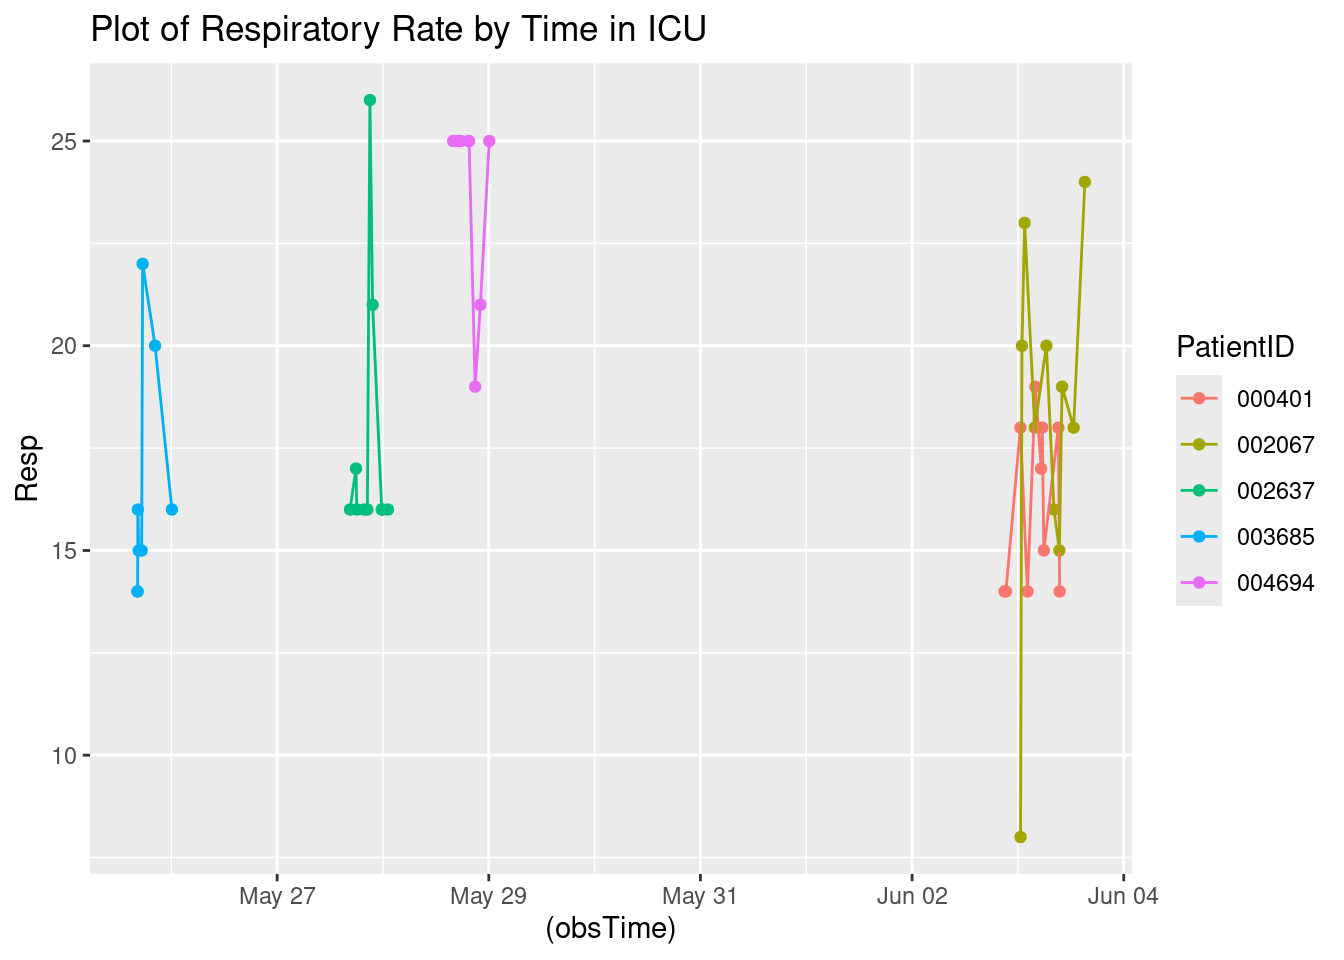 Plot of Respiratory Rate by Time in ICU
25
20
15
10
Resp
May 27
May 29
May 31
Jun 02
Jun 04
(obsTime)
PatientID
000401
002067
002637
003685
004694